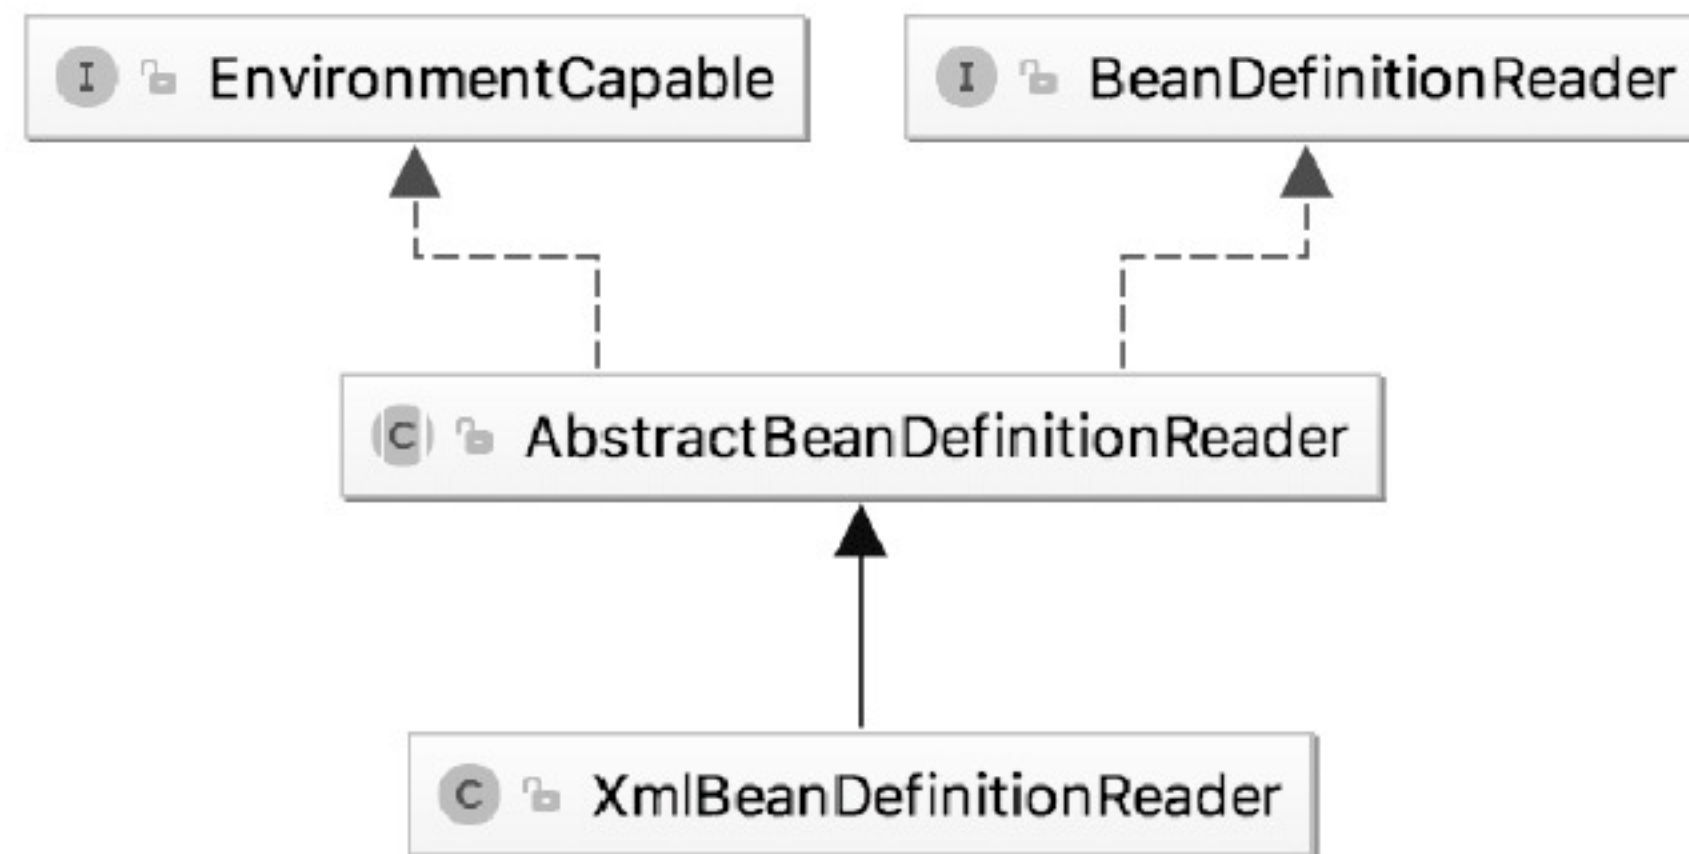 I EnvironmentCapable
I BeanDefinitionReader
C AbstractBeanDefinitionReader
C XmlBeanDefinitionReader